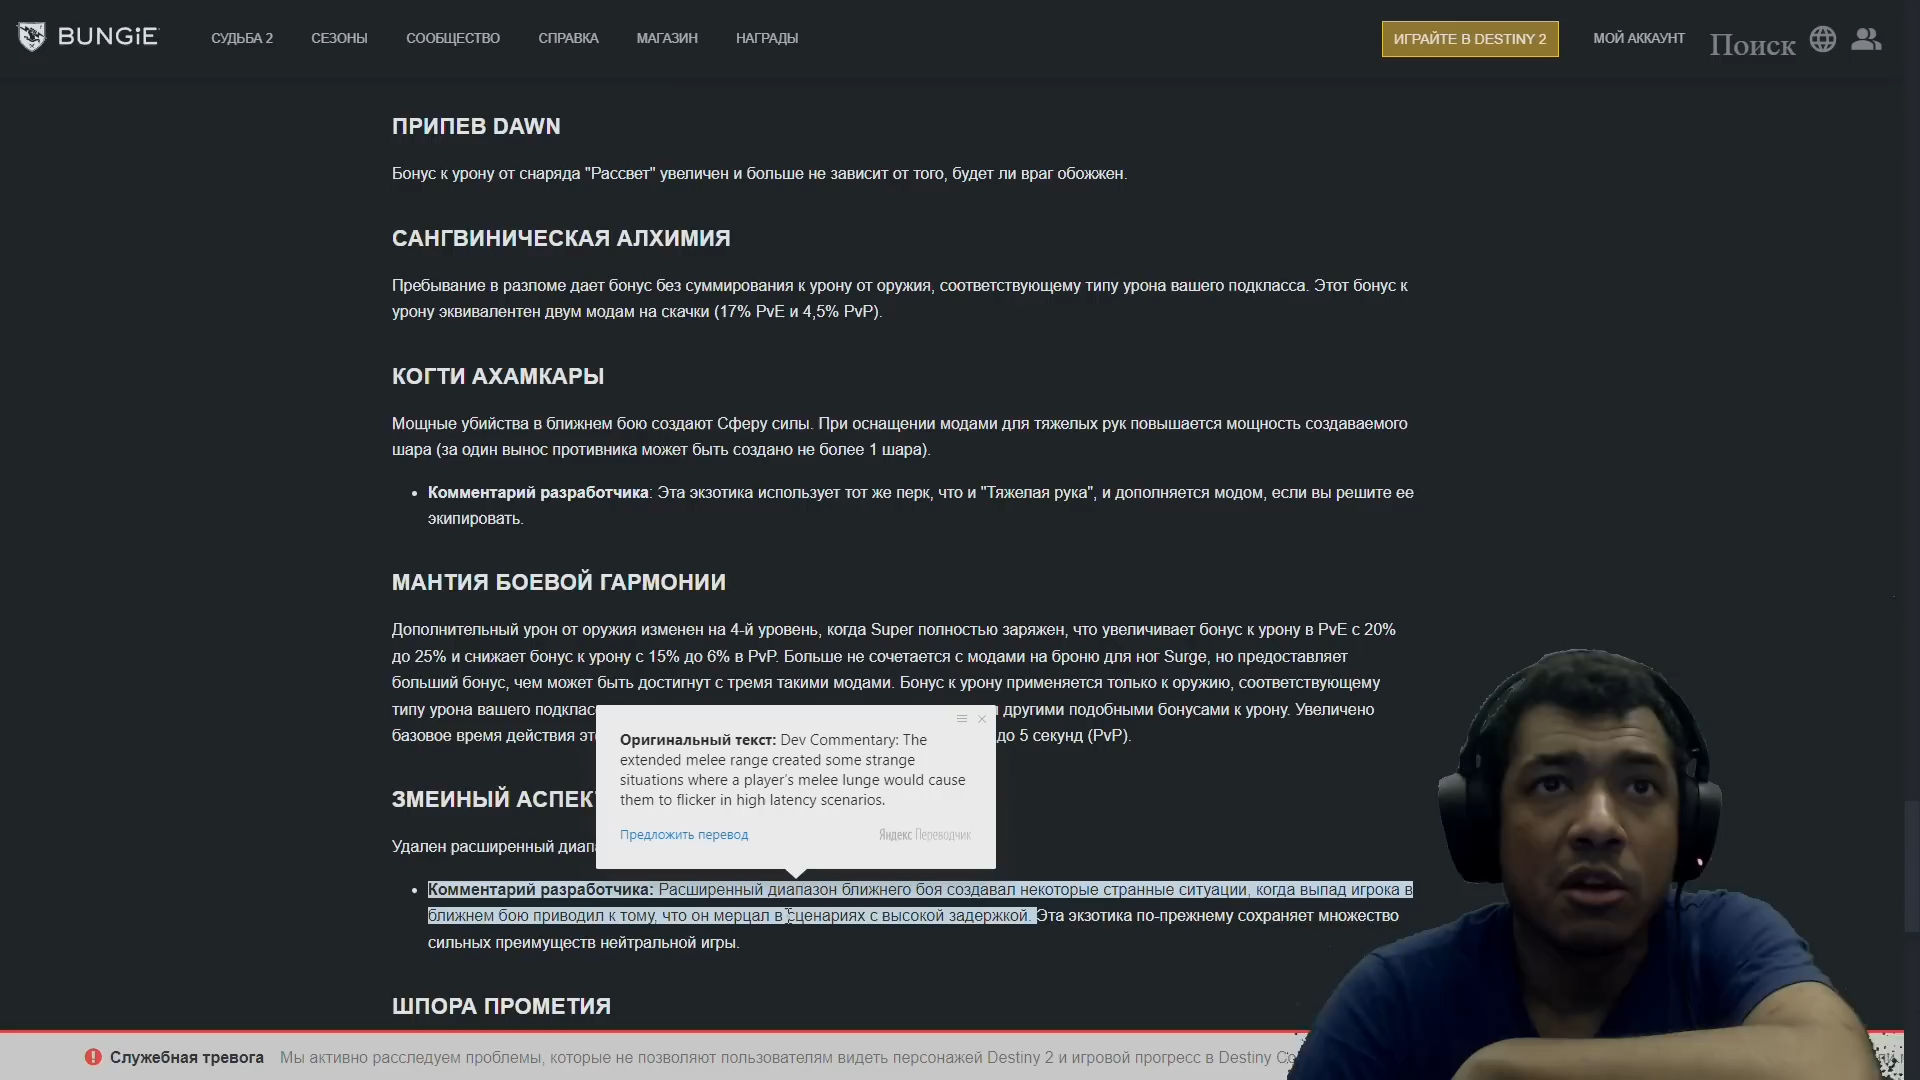 BUNGiE
СУДЬБА 2 СЕЗОНЫ СООБЩЕСТВО СПРАВКА МАГАЗИН НАГРАДЫ
ИГРАЙТЕ В DESTINY 2 МОЙ АККАУНТ Поиск
ПРИПЕВ DAWN
Бонус к урону от снаряда "Рассвет" увеличен и больше не зависит от того, будет ли враг обожжен.
САНГВИНИЧЕСКАЯ АЛХИМИЯ
Пребывание в разломе дает бонус без суммирования к урону от оружия, соответствующему типу урона вашего подкласса. Этот бонус к
урону эквивалентен двум модам на скачки (17% PvE и 4,5% PvP).
КОГТИ АХАМКАРЫ
Мощные убийства в ближнем бою создают Сферу силы. При оснащении модами для тяжелых рук повышается мощность создаваемого
шара (за один вынос противника может быть создано не более 1 шара).
• Комментарий разработчика: Эта экзотика использует тот же перк, что и "Тяжелая рука", и дополняется модом, если вы решите ее
экипировать.
МАНТИЯ БОЕВОЙ ГАРМОНИИ
Дополнительный урон от оружия изменен на 4-й уровень, когда Super полностью заряжен, что увеличивает бонус к урону в PvE с 20%
до 25% и снижает бонус к урону с 15% до 6% в PvP. Больше не сочетается с модами на броню для ног Surge, но предоставляет
больший бонус, чем может быть достигнут с тремя такими модами. Бонус к урону применяется только к оружию, соответствующему
типу урона вашего подклас другими подобными бонусами к урону. Увеличено
базовое время действия эт до 5 секунд (PvP).
Оригинальный текст: Dev Commentary: The
extended melee range created some strange
situations where a player's melee lunge would cause
them to flicker in high latency scenarios.
Предложить перевод Яндекс Переводчик
ЗМЕИНЫЙ АСПЕК
Удален расширенный диап
• Комментарий разработчика: Расширенный диапазон ближнего боя создавал некоторые странные ситуации, когда выпад игрока в
ближнем бою приводил к тому, что он мерцал в сценариях с высокой задержкой. Эта экзотика по-прежнему сохраняет множество
сильных преимуществ нейтральной игры.
ШПОРА ПРОМЕТИЯ
Служебная тревога Мы активно расследуем проблемы, которые не позволяют пользователям видеть персонажей Destiny 2 и игровой прогресс в Destiny Co